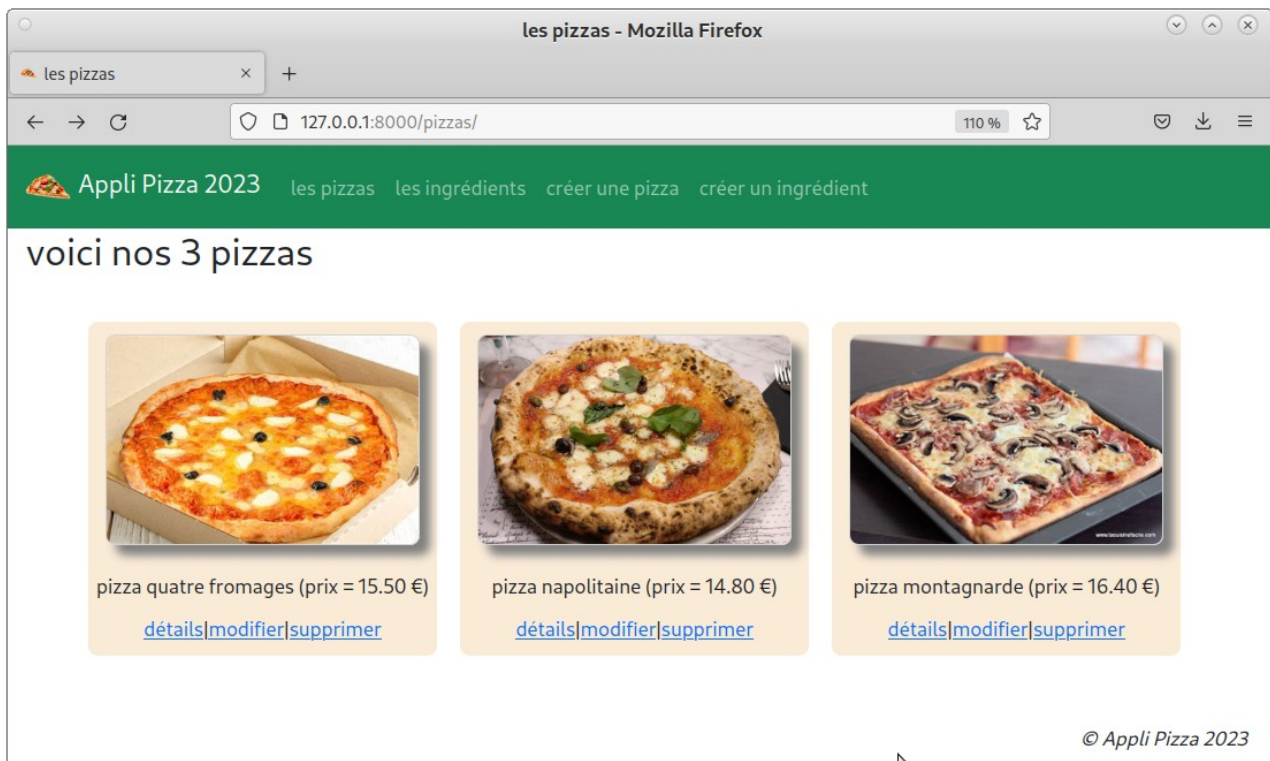 les pizzas - Mozilla Firefox
les pizzas
127.0.0.1:8000/pizzas/ 110 %
Appli Pizza 2023 les pizzas les ingrédients créer une pizza créer un ingrédient
voici nos 3 pizzas
www.lacuisinefacile.com
pizza quatre fromages (prix = 15.50 €) pizza napolitaine (prix = 14.80 €) pizza montagnarde (prix = 16.40 €)
détails|modifier|supprimer détails|modifier|supprimer détails|modifier|supprimer
© Appli Pizza 2023